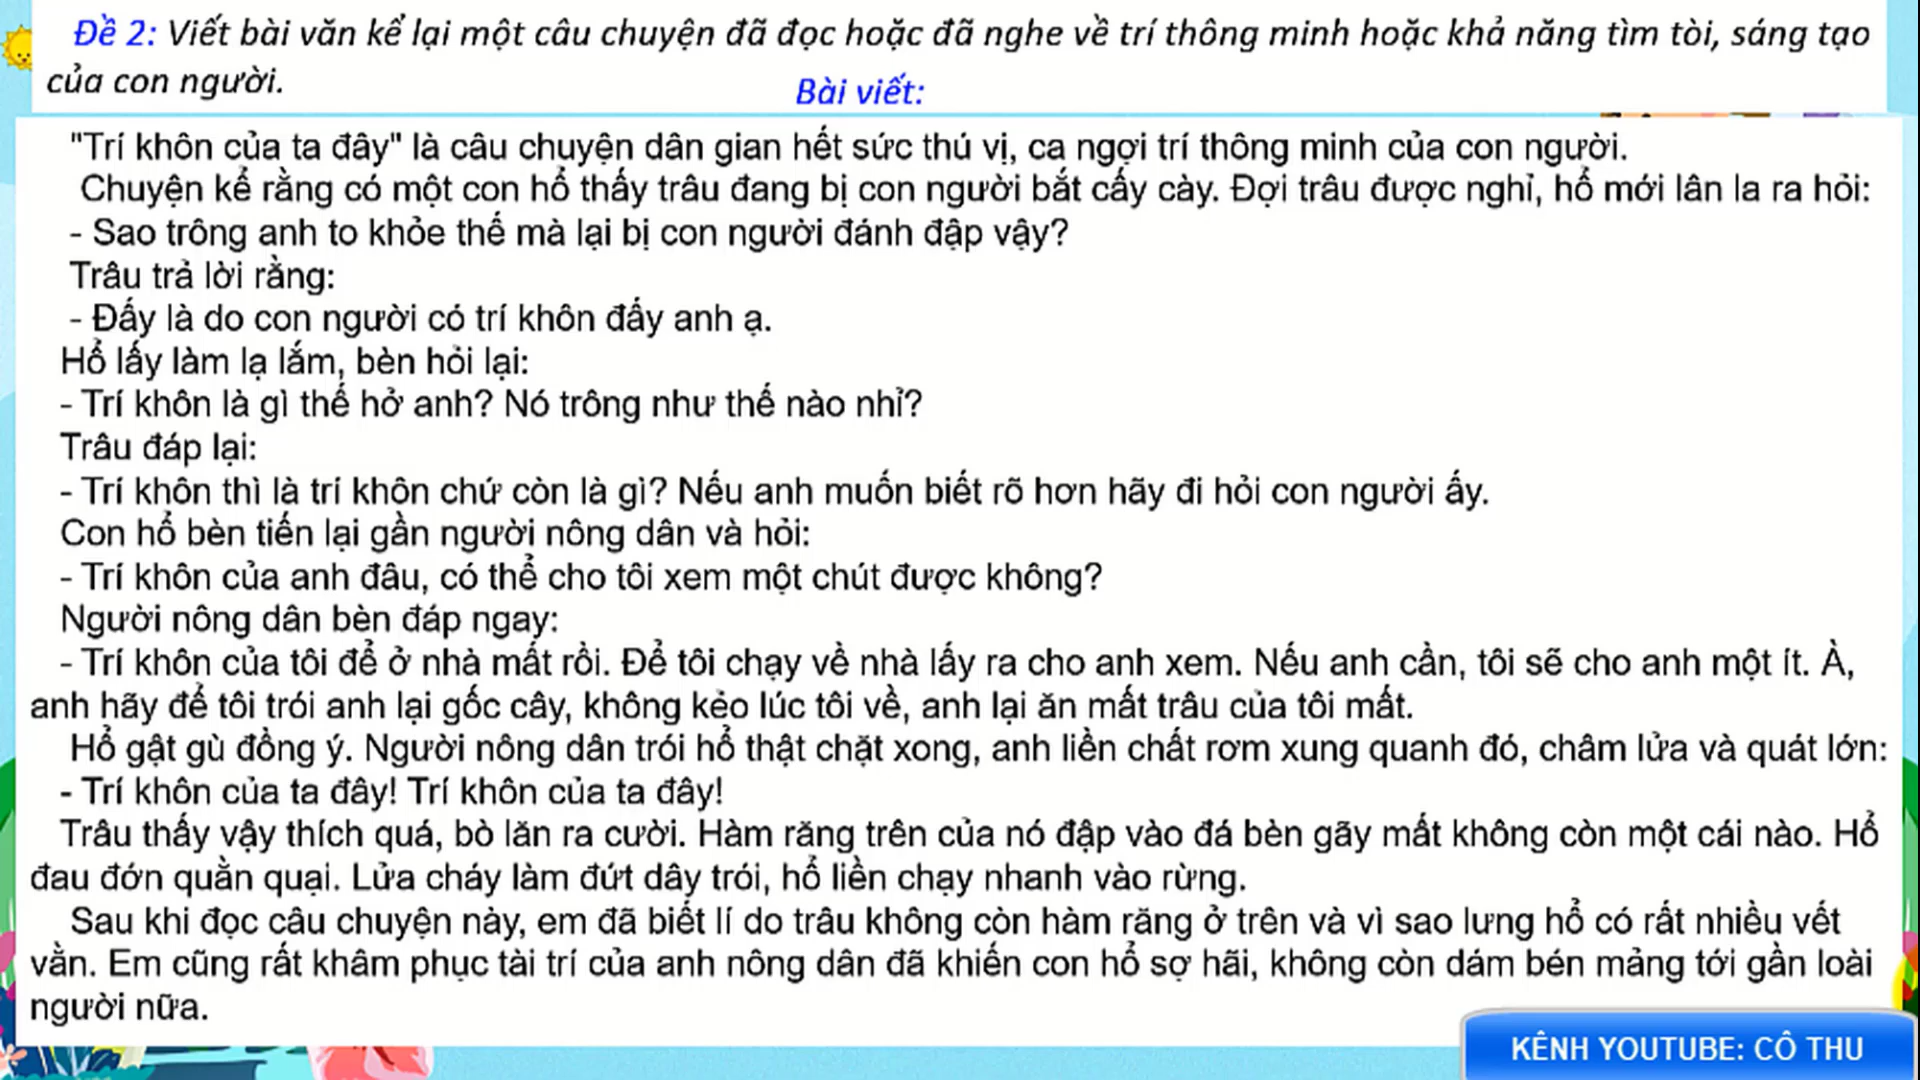 Đề 2: Viết bài văn kể lại một câu chuyện đã đọc hoặc đã nghe về trí thông minh hoặc khả năng tìm tòi, sáng tạo
của con người.
Bài viết:
"Trí khôn của ta đây" là câu chuyện dân gian hết sức thú vị, ca ngợi trí thông minh của con người.
Chuyện kể rằng có một con hổ thấy trâu đang bị con người bắt cấy cày. Đợi trâu được nghỉ, hổ mới lân la ra hỏi:
- Sao trông anh to khỏe thế mà lại bị con người đánh đập vậy?
Trâu trả lời rằng:
- Đấy là do con người có trí khôn đấy anh ạ.
Hổ lấy làm lạ lắm, bèn hỏi lại:
- Trí khôn là gì thế hở anh? Nó trông như thế nào nhỉ?
Trâu đáp lại:
- Trí khôn thì là trí khôn chứ còn là gì? Nếu anh muốn biết rõ hơn hãy đi hỏi con người ấy.
Con hổ bèn tiến lại gần người nông dân và hỏi:
- Trí khôn của anh đâu, có thể cho tôi xem một chút được không?
Người nông dân bèn đáp ngay:
- Trí khôn của tôi để ở nhà mất rồi. Để tôi chạy về nhà lấy ra cho anh xem. Nếu anh cần, tôi sẽ cho anh một ít. À,
anh hãy để tôi trói anh lại gốc cây, không kẻo lúc tôi về, anh lại ăn mất trâu của tôi mất.
Hổ gật gù đồng ý. Người nông dân trói hổ thật chặt xong, anh liền chất rơm xung quanh đó, châm lửa và quát lớn:
- Trí khôn của ta đây! Trí khôn của ta đây!
Trâu thấy vậy thích quá, bò lăn ra cười. Hàm răng trên của nó đập vào đá bèn gãy mất không còn một cái nào. Hổ
đau đớn quằn quại. Lửa cháy làm đứt dây trói, hổ liền chạy nhanh vào rừng.
Sau khi đọc câu chuyện này, em đã biết lí do trâu không còn hàm răng ở trên và vì sao lưng hổ có rất nhiều vết
vằn. Em cũng rất khâm phục tài trí của anh nông dân đã khiến con hổ sợ hãi, không còn dám bén mảng tới gần loài
người nữa.
KÊNH YOUTUBE: CÔ THU